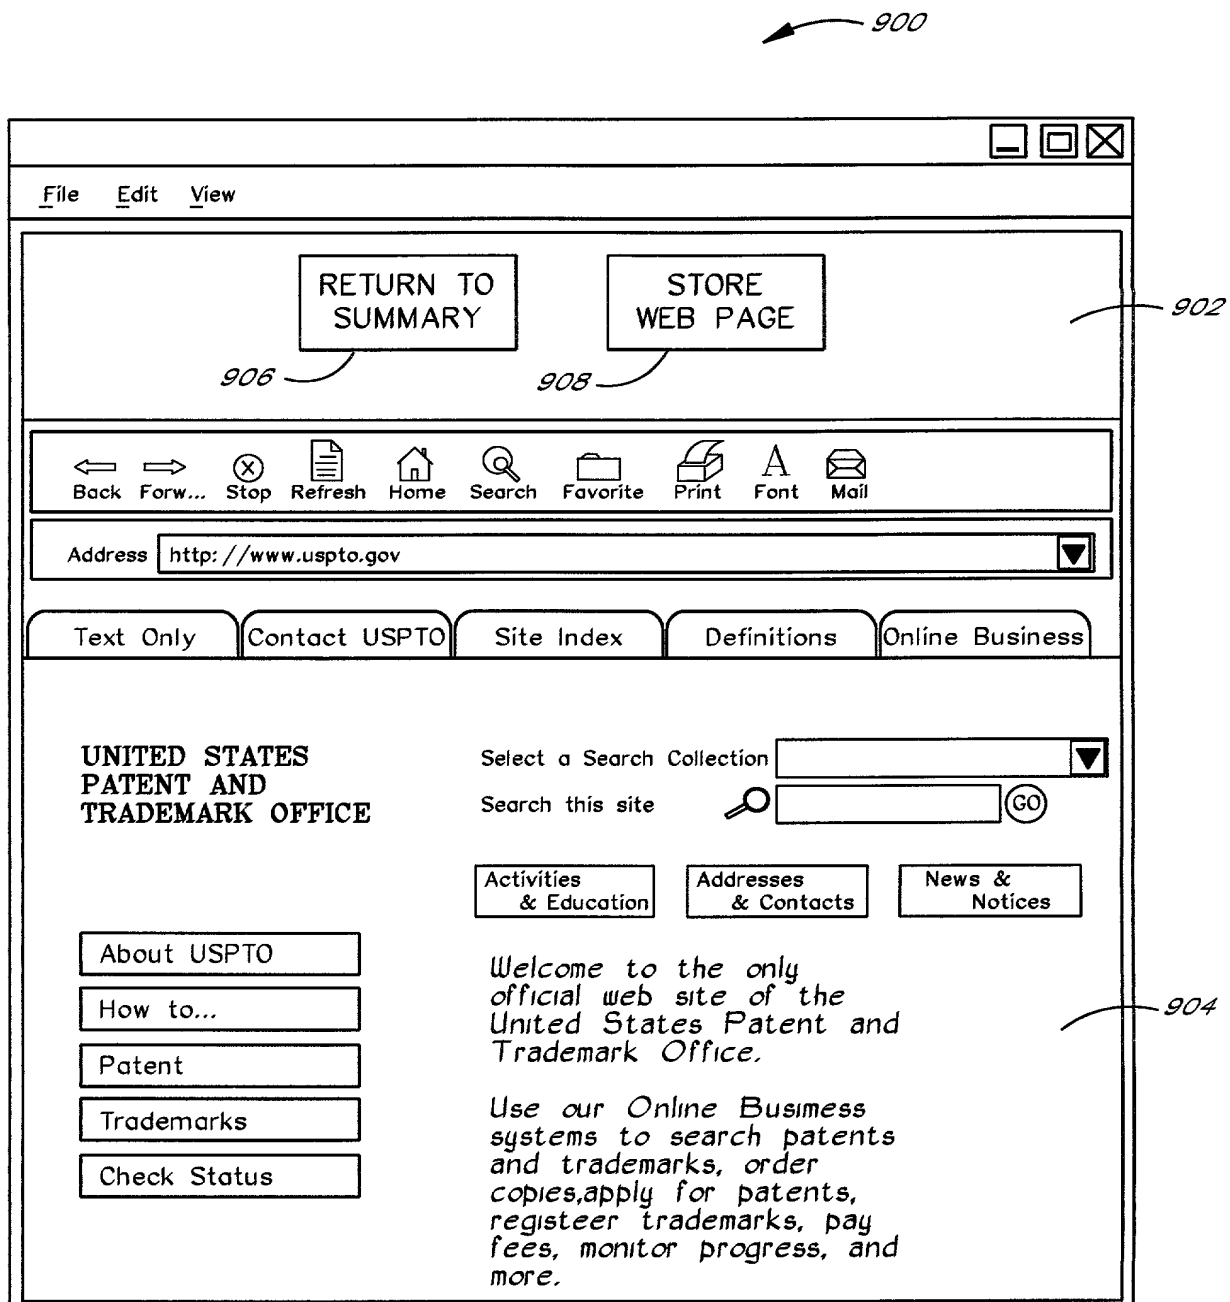 900
File Edit View
RETURN TO
SUMMARY
STORE
WEB PAGE
902
906
908
Back Forw... Stop Refresh Home Search Favorite Print Font Mail
Address http://www.uspto.gov
Text Only Contact USPTO Site Index Definitions Online Business
UNITED STATES
PATENT AND
TRADEMARK OFFICE
Select a Search Collection
Search this site GO
Activities
& Education
Addresses
& Contacts
News &
Notices
About USPTO
How to...
Patent
Trademarks
Check Status
Welcome to the only
official web site of the
United States Patent and
Trademark Office.
904
Use our Online Busimess
systems to search patents
and trademarks, order
copies,apply for patents,
registeer trademarks, pay
fees, monitor progress, and
more.